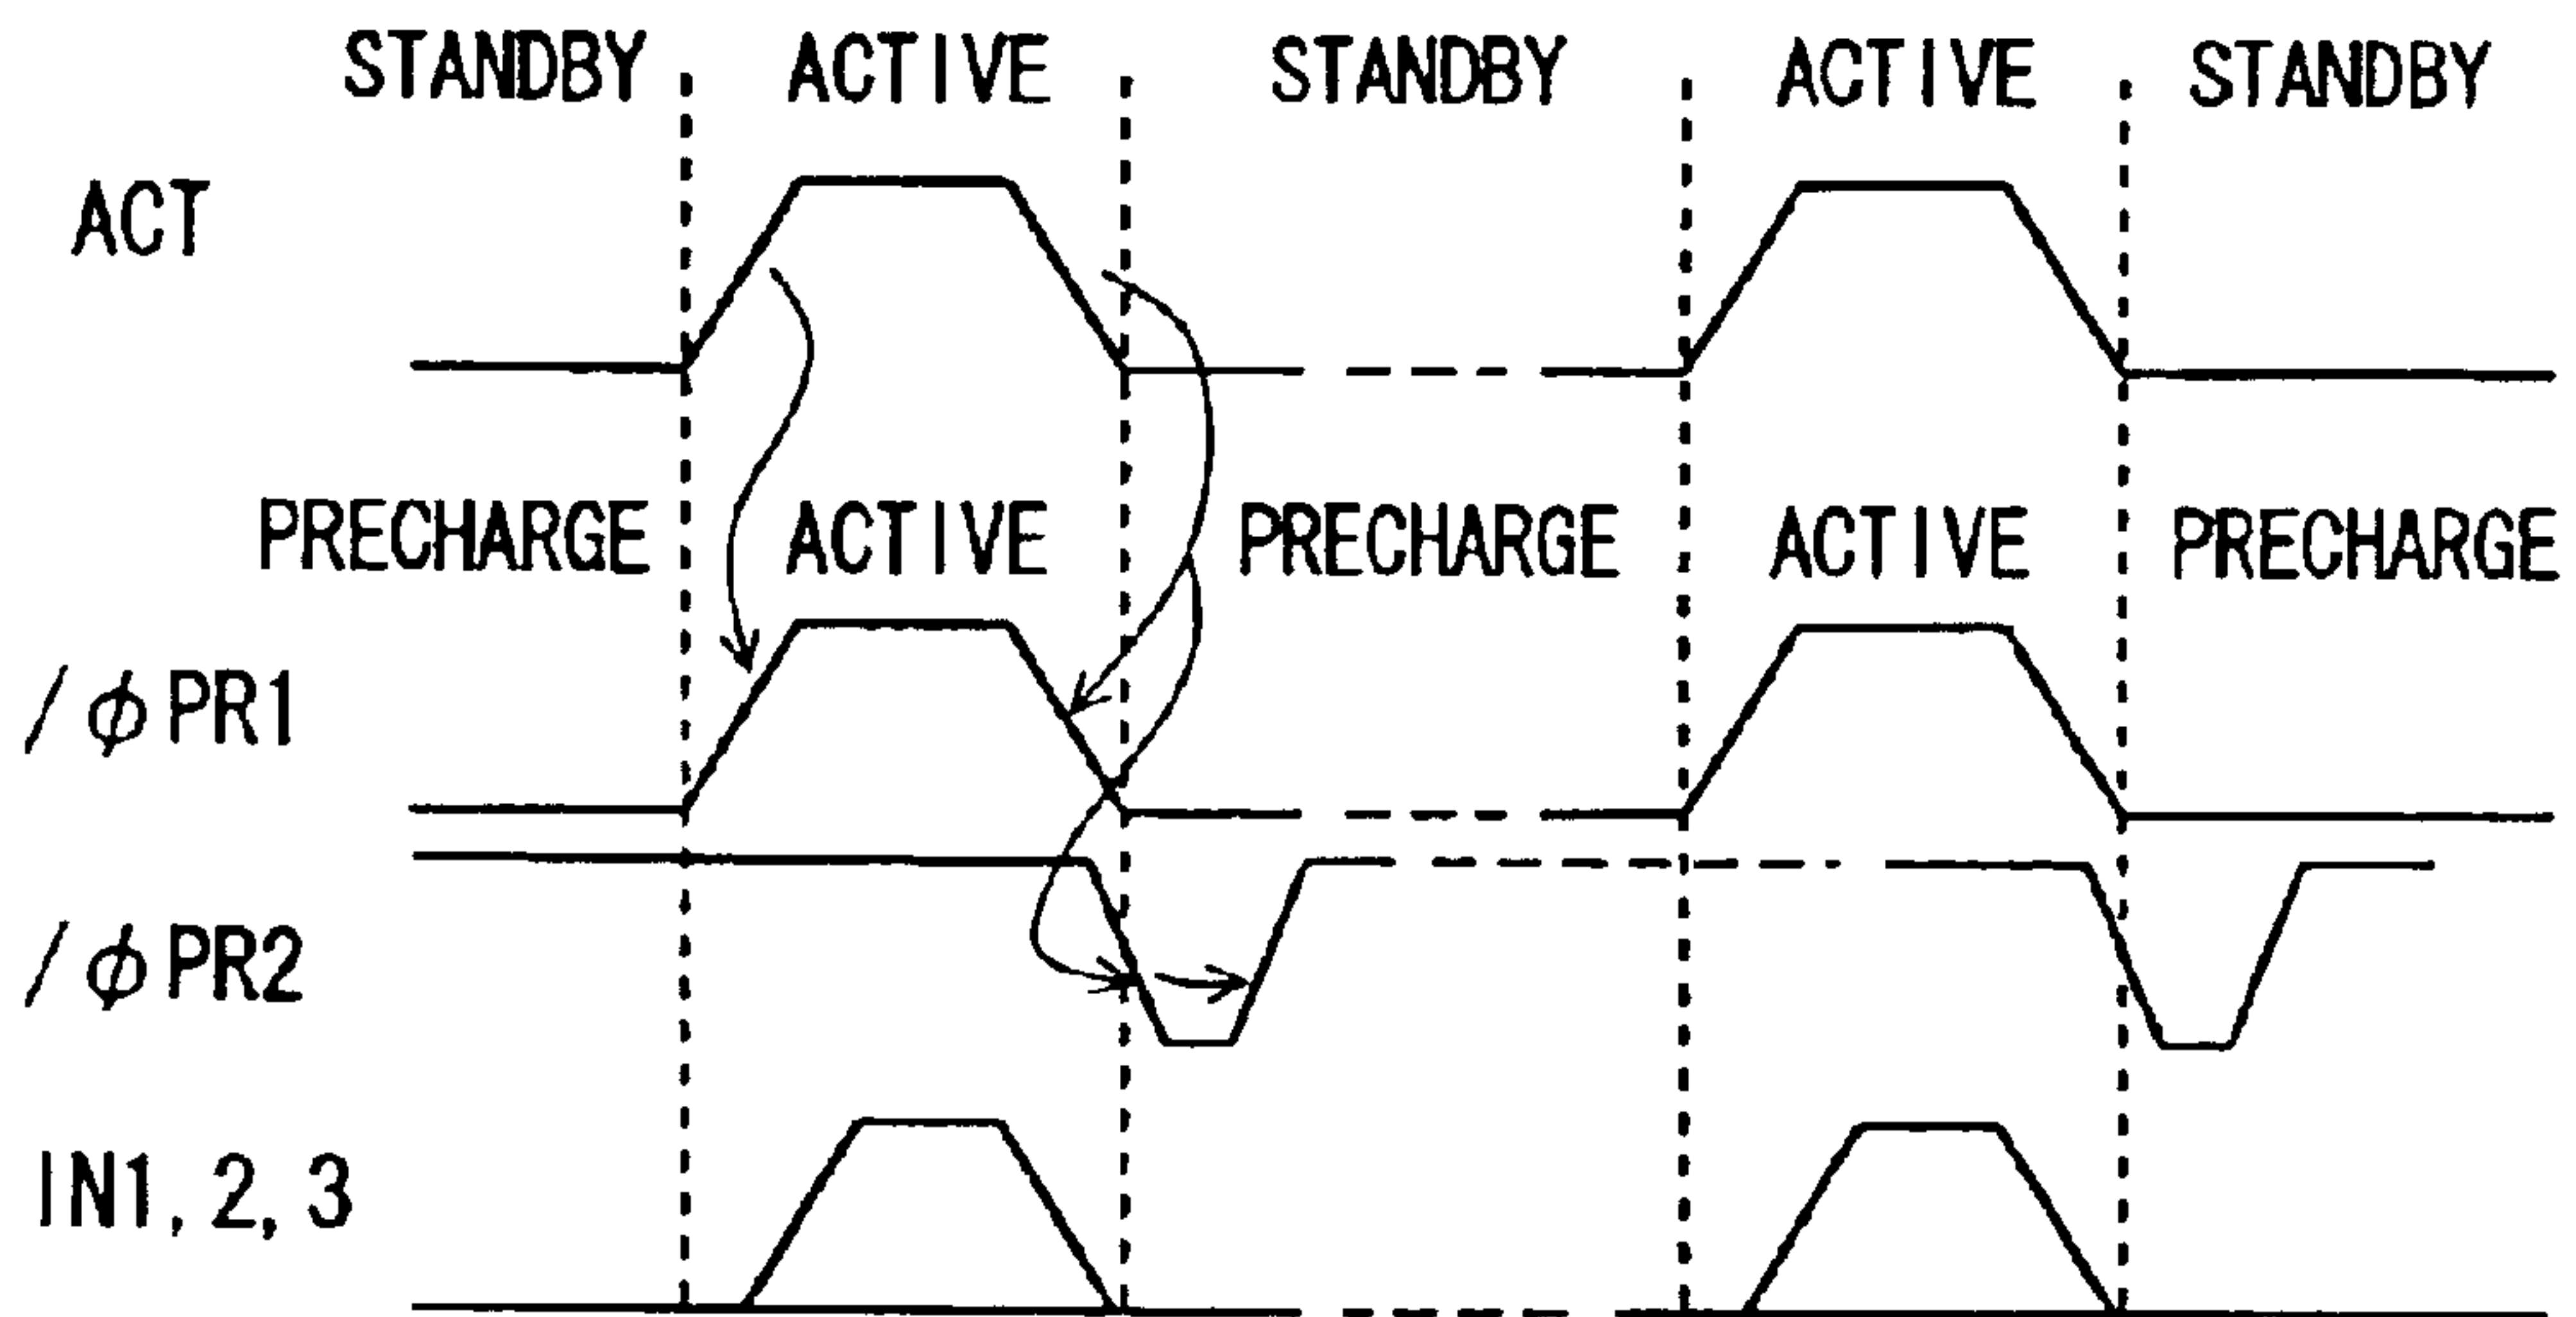 STANDBY ACTIVE STANDBY ACTIVE STANDBY
ACT
PRECHARGE ACTIVE PRECHARGE ACTIVE PRECHARGE
/φPR1
/φPR2
IN1,2,3